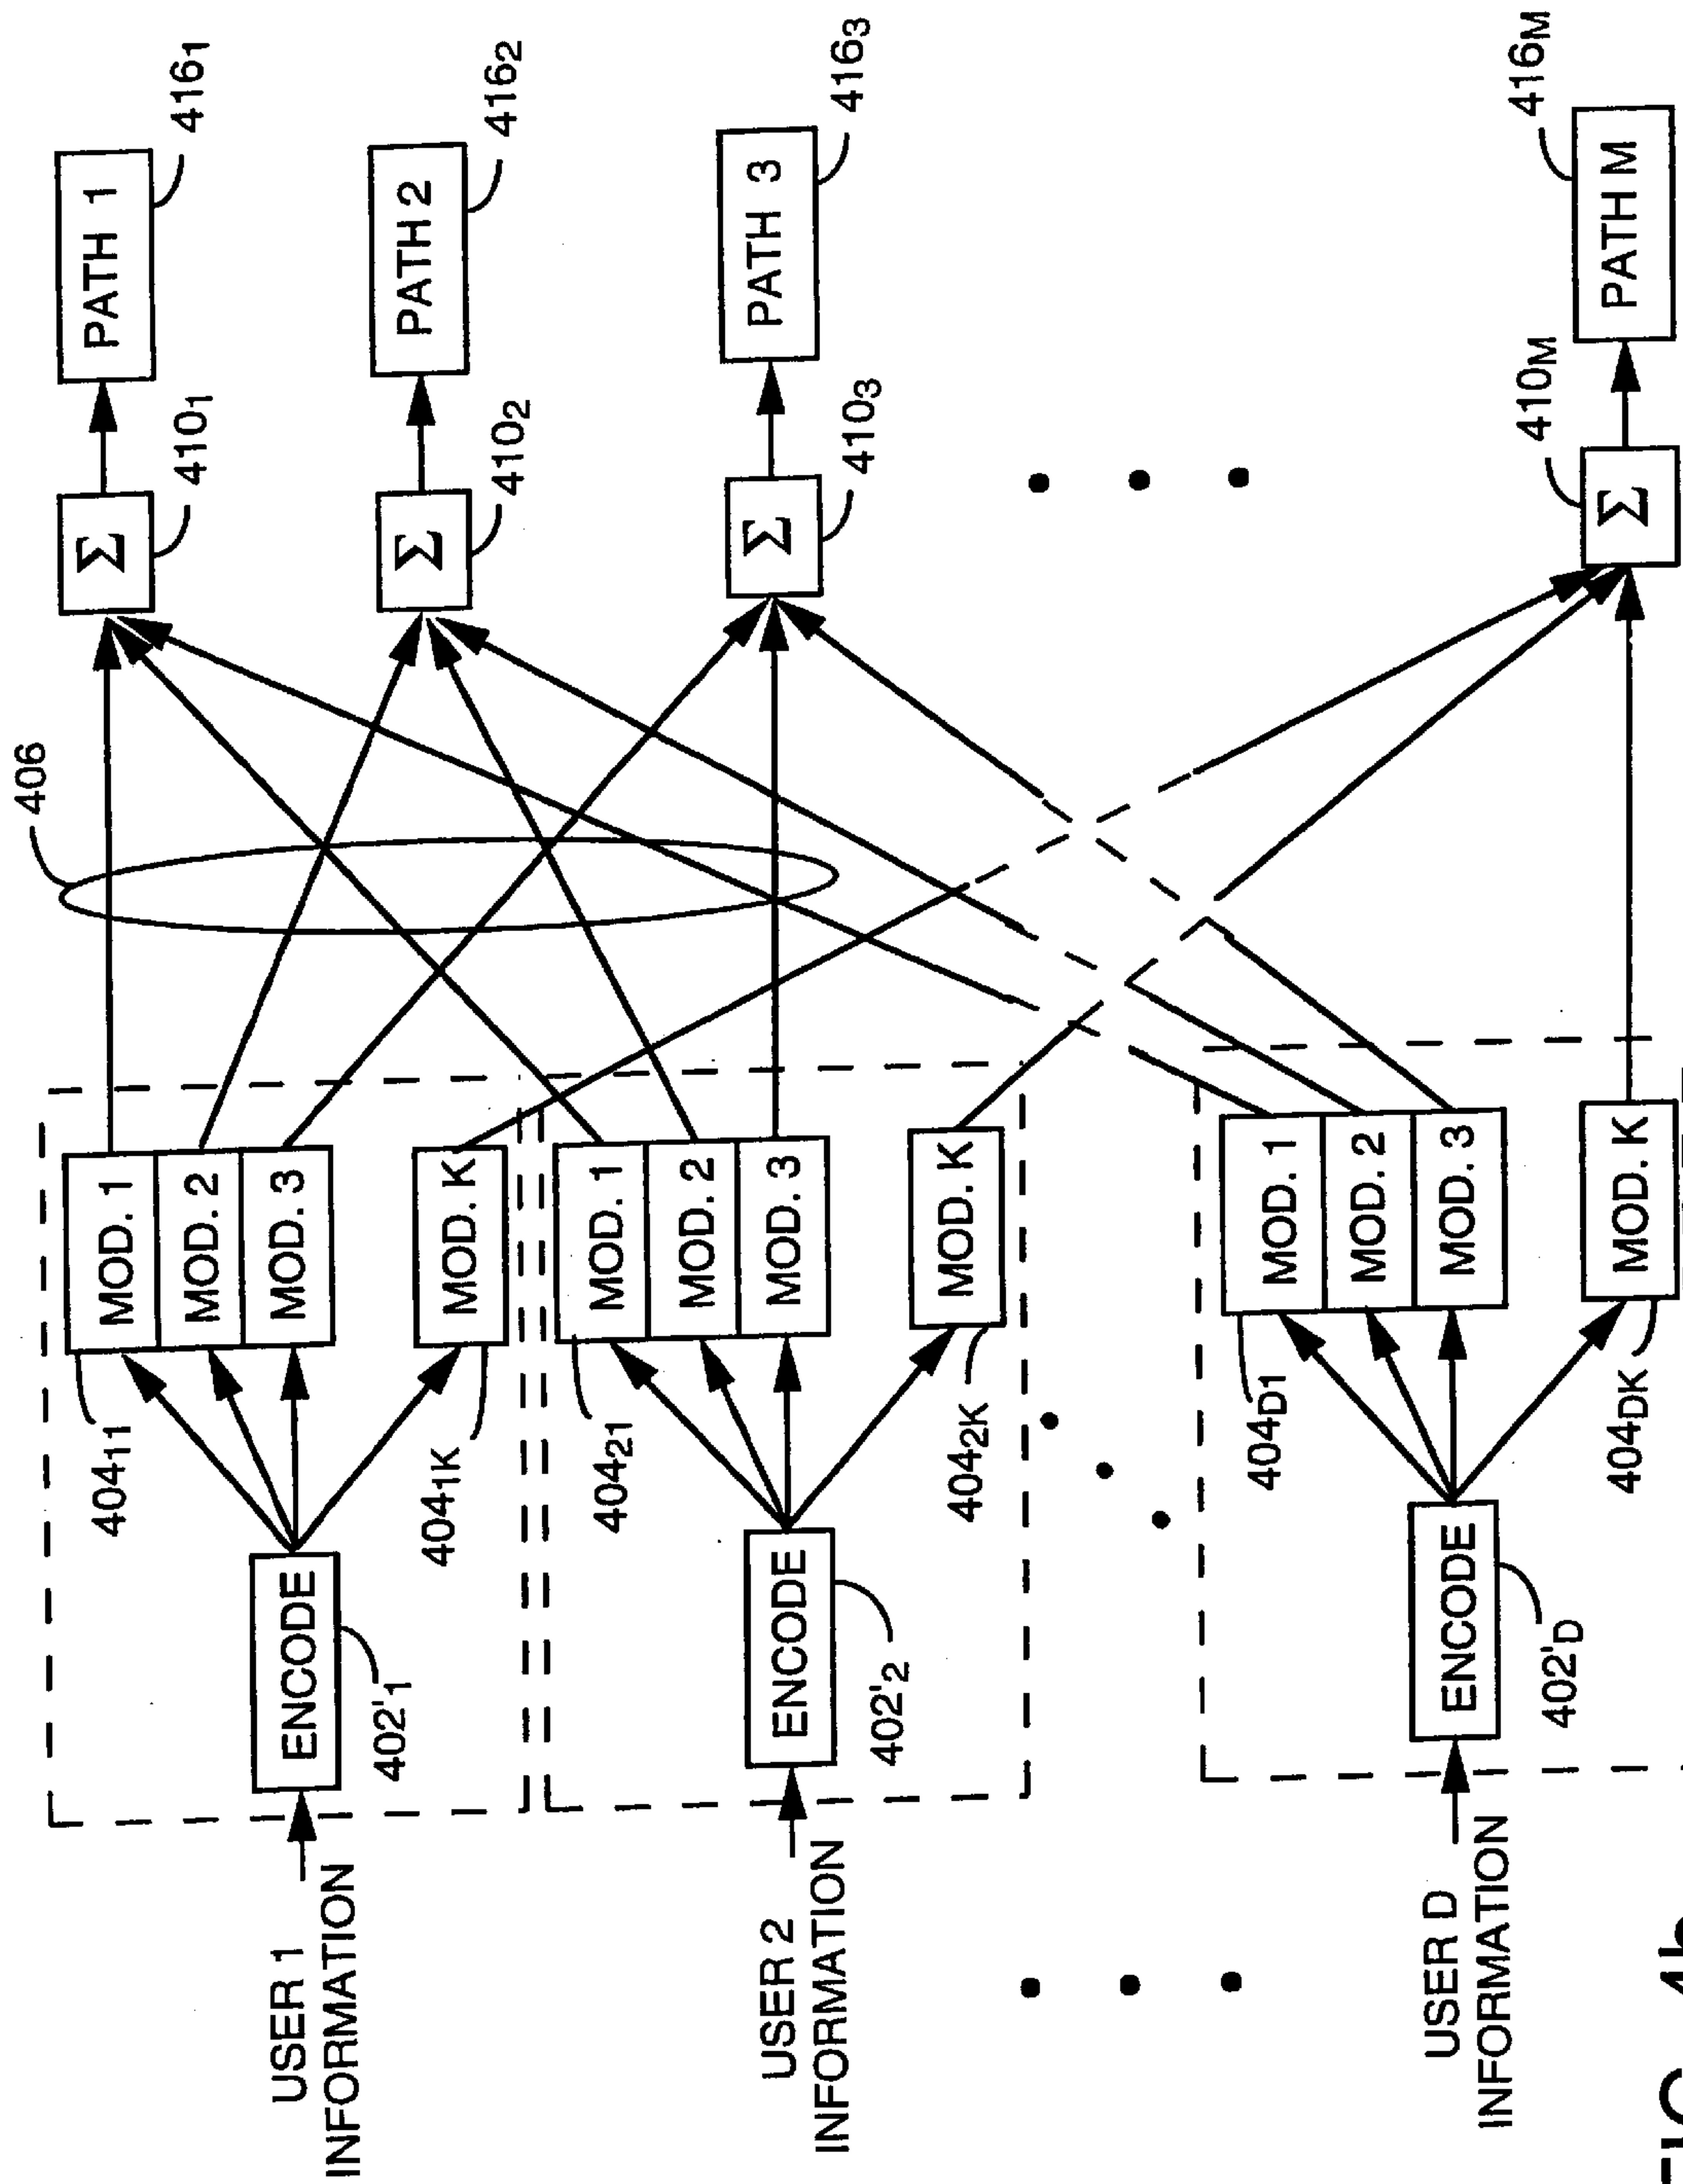 406
USER 1
INFORMATION
ENCODE
402'1
40411
MOD. 1
MOD. 2
MOD. 3
MOD. K
4041K
Σ
4101
PATH 1
4161
Σ
4102
PATH 2
4162
USER 2
INFORMATION
ENCODE
402'2
40421
MOD. 1
MOD. 2
MOD. 3
MOD. K
4042K
Σ
4103
PATH 3
4163
USER D
INFORMATION
ENCODE
402'D
404D1
MOD. 1
MOD. 2
MOD. 3
MOD. K
404DK
Σ
410M
PATH M
416M